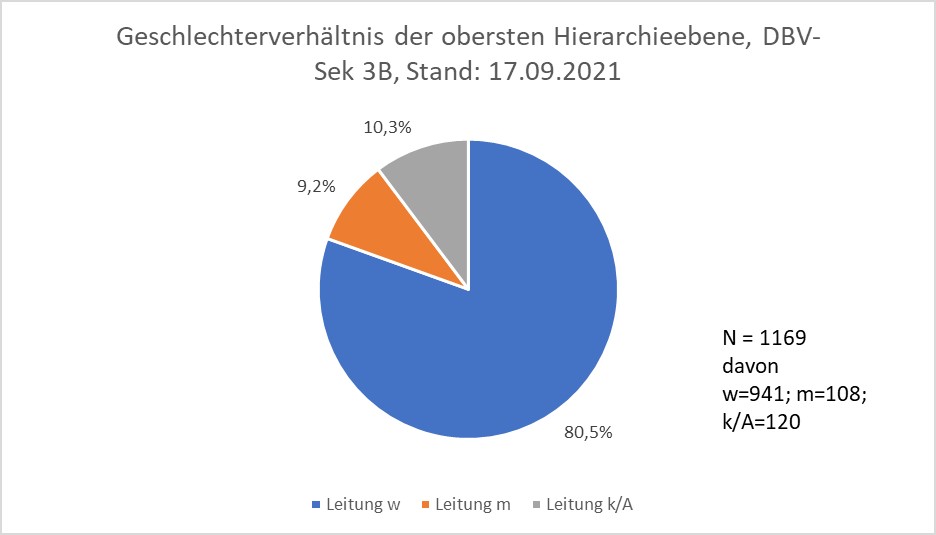 Geschlechterverhältnis der obersten Hierarchieebene, DBV-
Sek 3B, Stand: 17.09.2021
10,3%
9,2%
N = 1169
davon
w=941; m=108;
k/A=120
80,5%
Leitung w Leitung m Leitung k/A